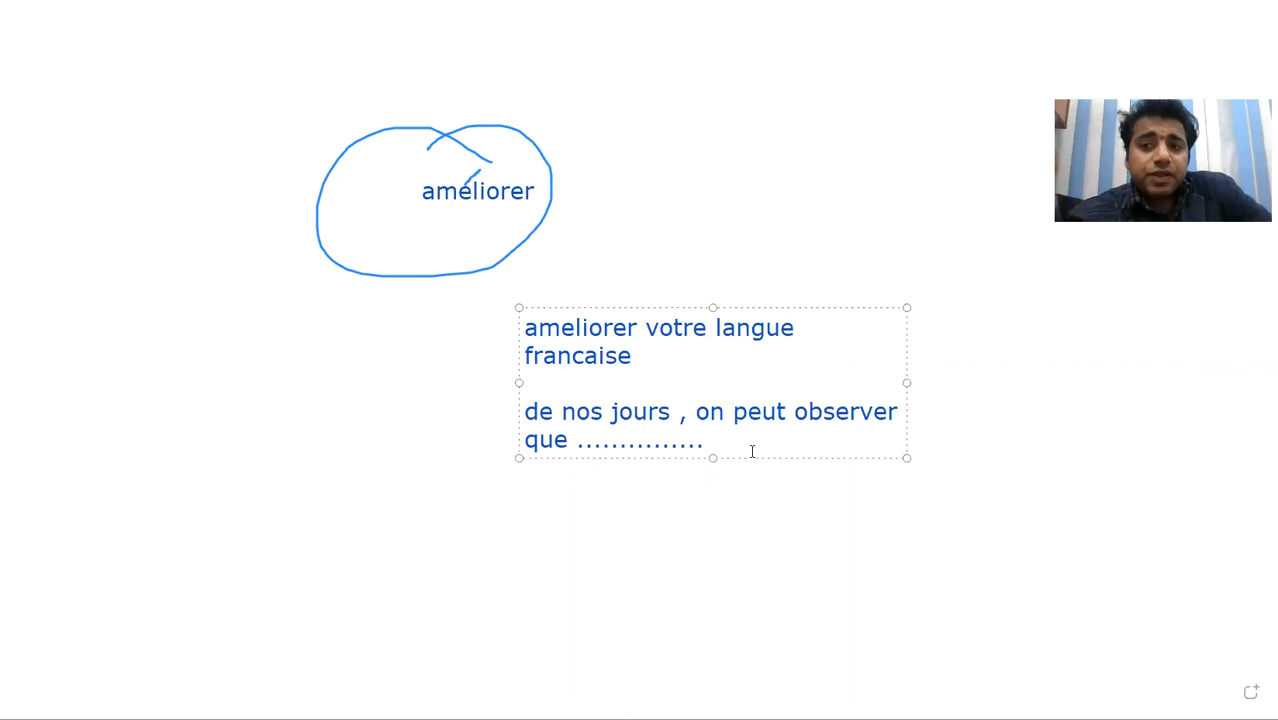 améliorer
ameliorer votre langue
francaise
de nos jours , on peut observer
que ...............